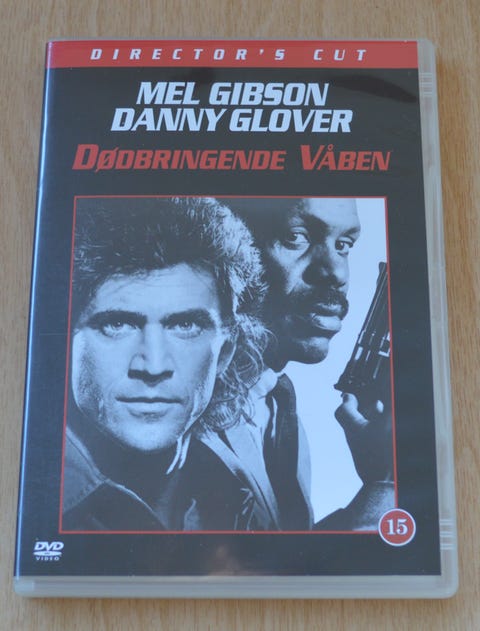 DIRECTOR'S CUT
MEL GIBSON
DANNY GLOVER
DØDBRINGENDE VÅBEN
DVD
VIDEO
15